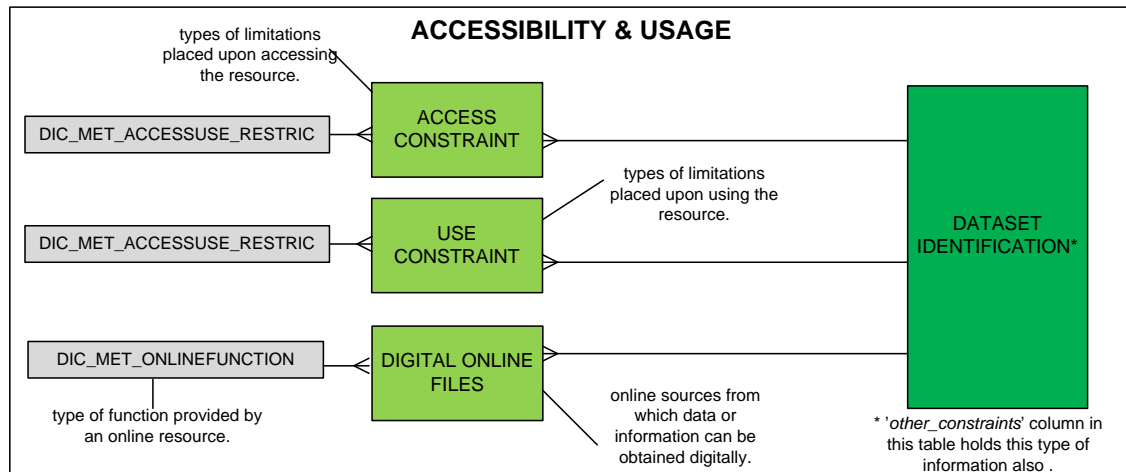 ACCESSIBILITY & USAGE
types of limitations
placed upon accessing
the resource.
DIC_MET_ACCESSUSE_RESTRIC
ACCESS
CONSTRAINT
types of limitations
placed upon using the
resource.
DIC_MET_ACCESSUSE_RESTRIC
USE
CONSTRAINT
DATASET
IDENTIFICATION*
DIC_MET_ONLINEFUNCTION
DIGITAL ONLINE
FILES
type of function provided by
an online resource.
online sources from
which data or
information can be
obtained digitally.
* 'other_constraints' column in
this table holds this type of
information also .